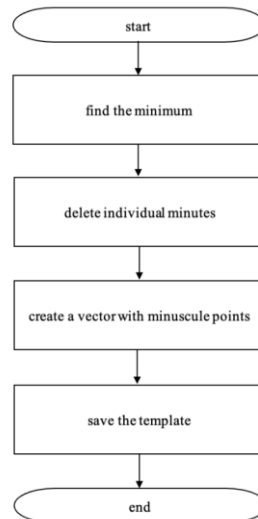 start
find the minimum
delete individual minutes
create a vector with minuscule points
save the template
end